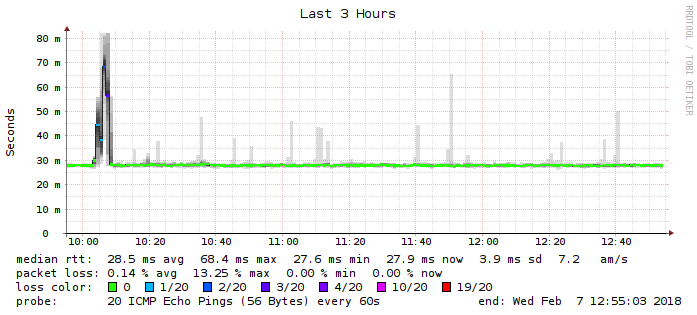 Last 3 Hours
RRDTOOL / TOBI OETIKER
Seconds
80 m
70 m
60 m
50 m
40 m
30 m
20 m
10 m
0
10:00 10:20 10:40 11:00 11:20 11:40 12:00 12:20 12:40
median rtt: 28.5 ms avg 68.4 ms max 27.6 ms min 27.9 ms now 3.9 ms sd 7.2 am/s
packet loss: 0.14 % avg 13.25 % max 0.00 % min 0.00 % now
loss color: 0 1/20 2/20 3/20 4/20 10/20 19/20
probe: 20 ICMP Echo Pings (56 Bytes) every 60s end: Wed Feb 7 12:55:03 2018